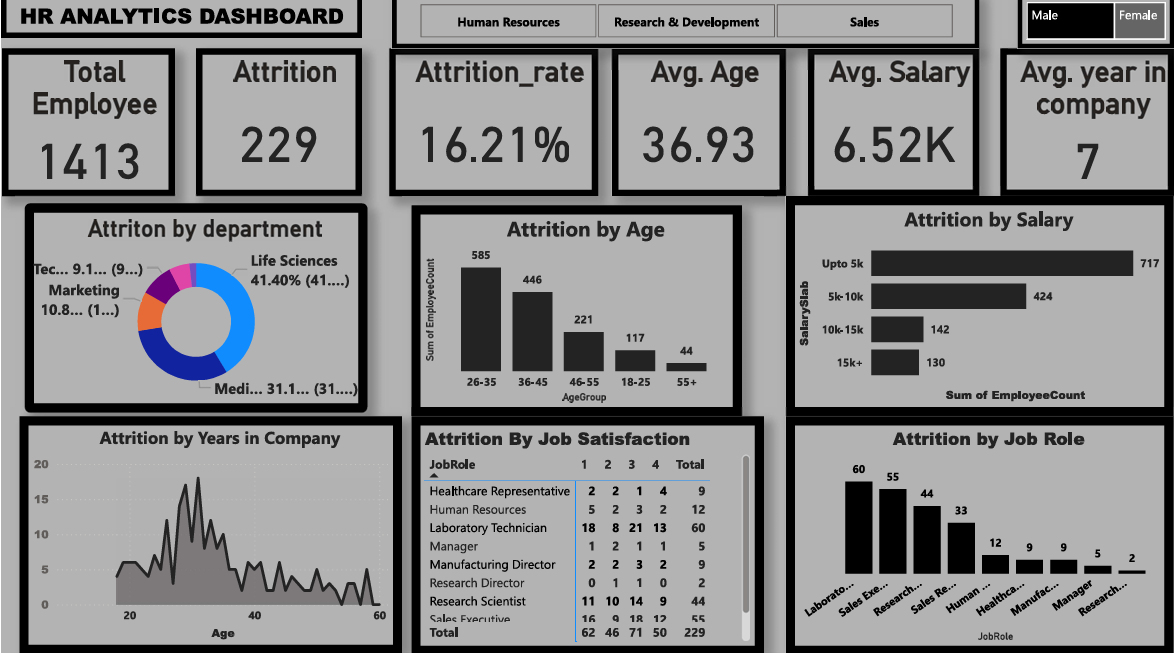 HR ANALYTICS DASHBOARD
Human Resources
Research & Development
Sales
Male
Female
Total
Employee
1413
Attrition
229
Attrition_rate
16.21%
Avg. Age
36.93
Avg. Salary
6.52K
Avg. year in
company
7
Attriton by department
Life Sciences
41.40% (41....)
Tec... 9.1... (9...)
Marketing
10.8... (1...)
Medi... 31.1... (31....)
Attrition by Age
Sum of EmployeeCount
585
446
221
117
44
26-35 36-45 46-55 18-25 55+
AgeGroup
Attrition by Salary
SalarySlab
Upto 5k 717
5k-10k 424
10k-15k 142
15k+ 130
Sum of EmployeeCount
Attrition by Years in Company
20
15
10
5
0
20 40 60
Age
Attrition By Job Satisfaction
JobRole 1 2 3 4 Total
Healthcare Representative 2 2 1 4 9
Human Resources 5 2 3 2 12
Laboratory Technician 18 8 21 13 60
Manager 1 2 1 1 5
Manufacturing Director 2 2 3 2 9
Research Director 0 1 1 0 2
Research Scientist 11 10 14 9 44
Sales Executive 16 9 18 12 55
Total 62 46 71 50 229
Attrition by Job Role
60
55
44
33
12
9
9
5
2
Laborato...
Sales Exe...
Research...
Sales Re...
Human ...
Healthca...
Manufac...
Manager
Research...
JobRole